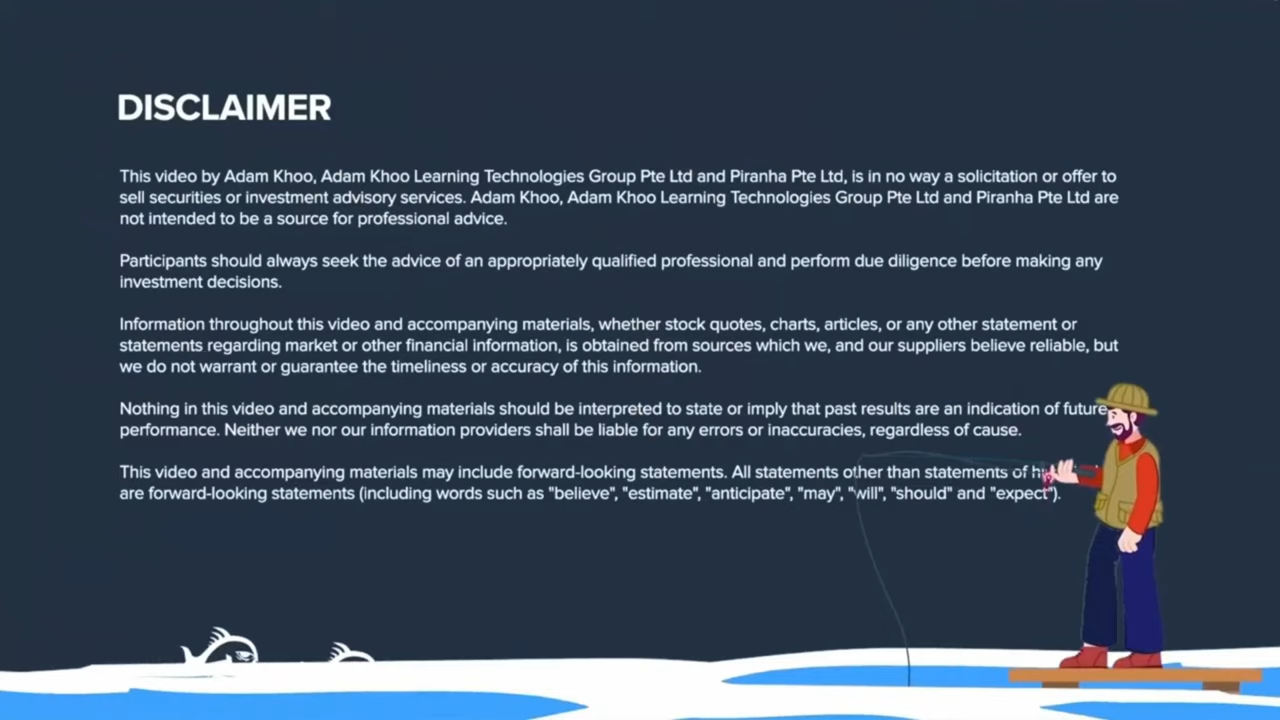 DISCLAIMER
This video by Adam Khoo, Adam Khoo Learning Technologies Group Pte Ltd and Piranha Pte Ltd, is in no way a solicitation or offer to
sell securities or investment advisory services. Adam Khoo, Adam Khoo Learning Technologies Group Pte Ltd and Piranha Pte Ltd are
not intended to be a source for professional advice.
Participants should always seek the advice of an appropriately qualified professional and perform due diligence before making any
investment decisions.
Information throughout this video and accompanying materials, whether stock quotes, charts, articles, or any other statement or
statements regarding market or other financial information, is obtained from sources which we, and our suppliers believe reliable, but
we do not warrant or guarantee the timeliness or accuracy of this information.
Nothing in this video and accompanying materials should be interpreted to state or imply that past results are an indication of future
performance. Neither we nor our information providers shall be liable for any errors or inaccuracies, regardless of cause.
This video and accompanying materials may include forward-looking statements. All statements other than statements of
are forward-looking statements (including words such as "believe", "estimate", "anticipate", "may", "will", "should" and "expect").